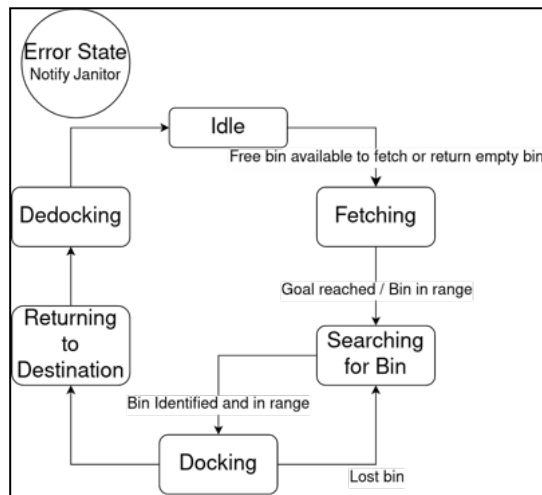 Error State
Notify Janitor
Idle
Free bin available to fetch or return empty bin
Dedocking
Fetching
Goal reached / Bin in range
Returning
to
Destination
Searching
for Bin
Bin Identified and in range
Docking
Lost bin